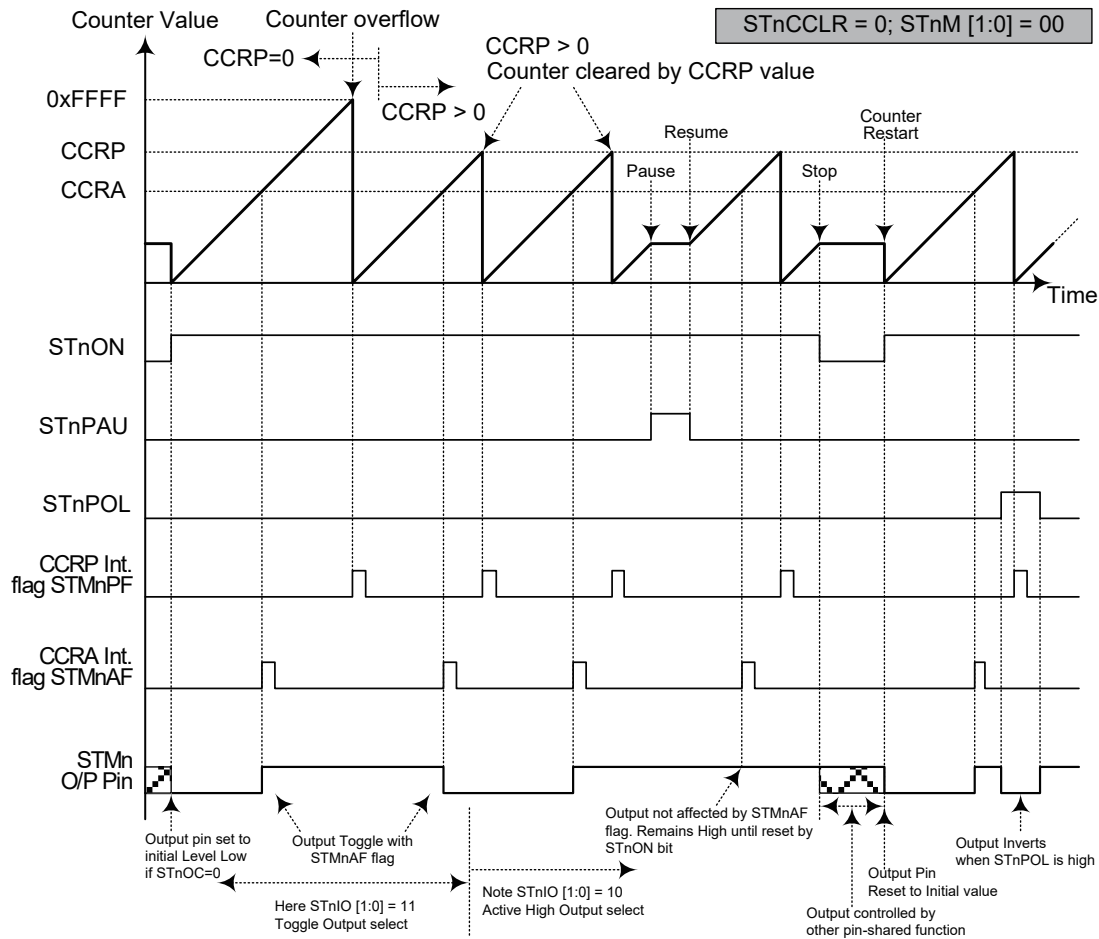 Counter Value
Counter overflow
STnCCLR = 0; STnM [1:0] = 00
CCRP=0
CCRP > 0
CCRP > 0
Counter cleared by CCRP value
0xFFFF
CCRP
CCRA
Pause
Resume
Stop
Counter
Restart
Time
STnON
STnPAU
STnPOL
CCRP Int.
flag STMnPF
CCRA Int.
flag STMnAF
STMn
O/P Pin
Output pin set to
initial Level Low
if STnOC=0
Output Toggle with
STMnAF flag
Here STnIO [1:0] = 11
Toggle Output select
Output not affected by STMnAF
flag. Remains High until reset by
STnON bit
Note STnIO [1:0] = 10
Active High Output select
Output Pin
Reset to Initial value
Output controlled by
other pin-shared function
Output Inverts
when STnPOL is high